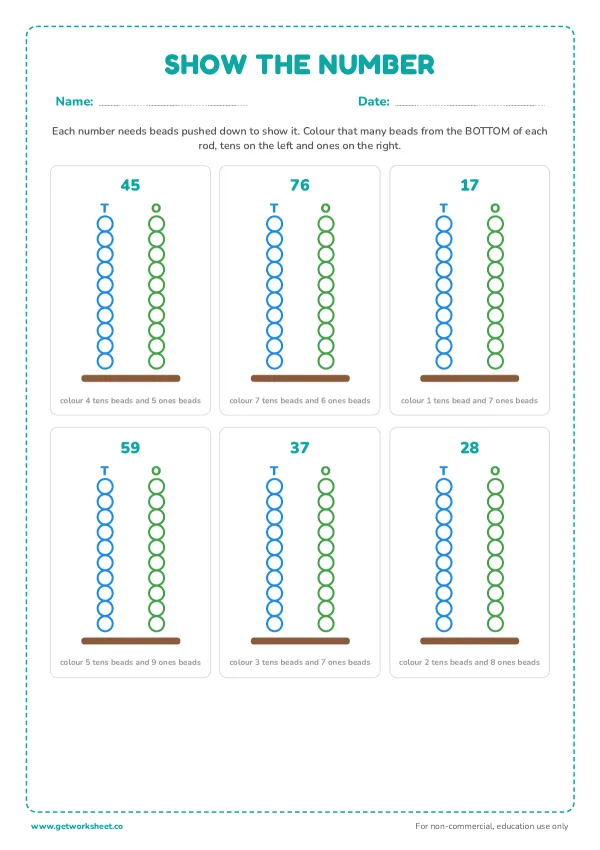 SHOW THE NUMBER
Name: Date:
Each number needs beads pushed down to show it. Colour that many beads from the BOTTOM of each
rod, tens on the left and ones on the right.
45 76 17
T O T O T O
colour 4 tens beads and 5 ones beads colour 7 tens beads and 6 ones beads colour 1 tens bead and 7 ones beads
59 37 28
T O T O T O
colour 5 tens beads and 9 ones beads colour 3 tens beads and 7 ones beads colour 2 tens beads and 8 ones beads
www.getworksheet.co For non-commercial, education use only